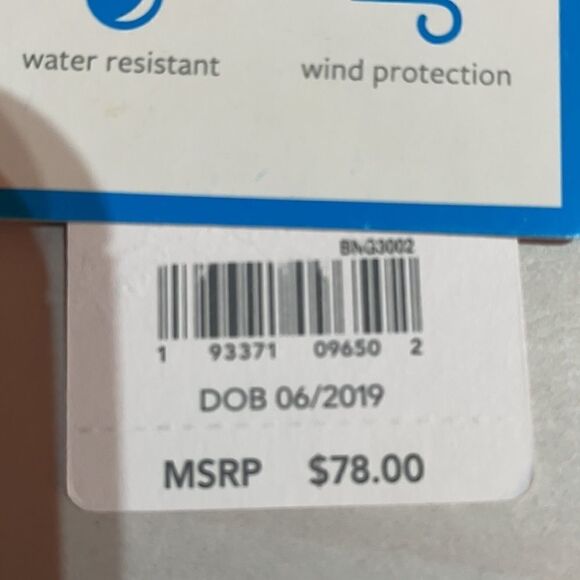 water resistant
wind protection
BNG3002
1 93371 09650 2
DOB 06/2019
MSRP $78.00